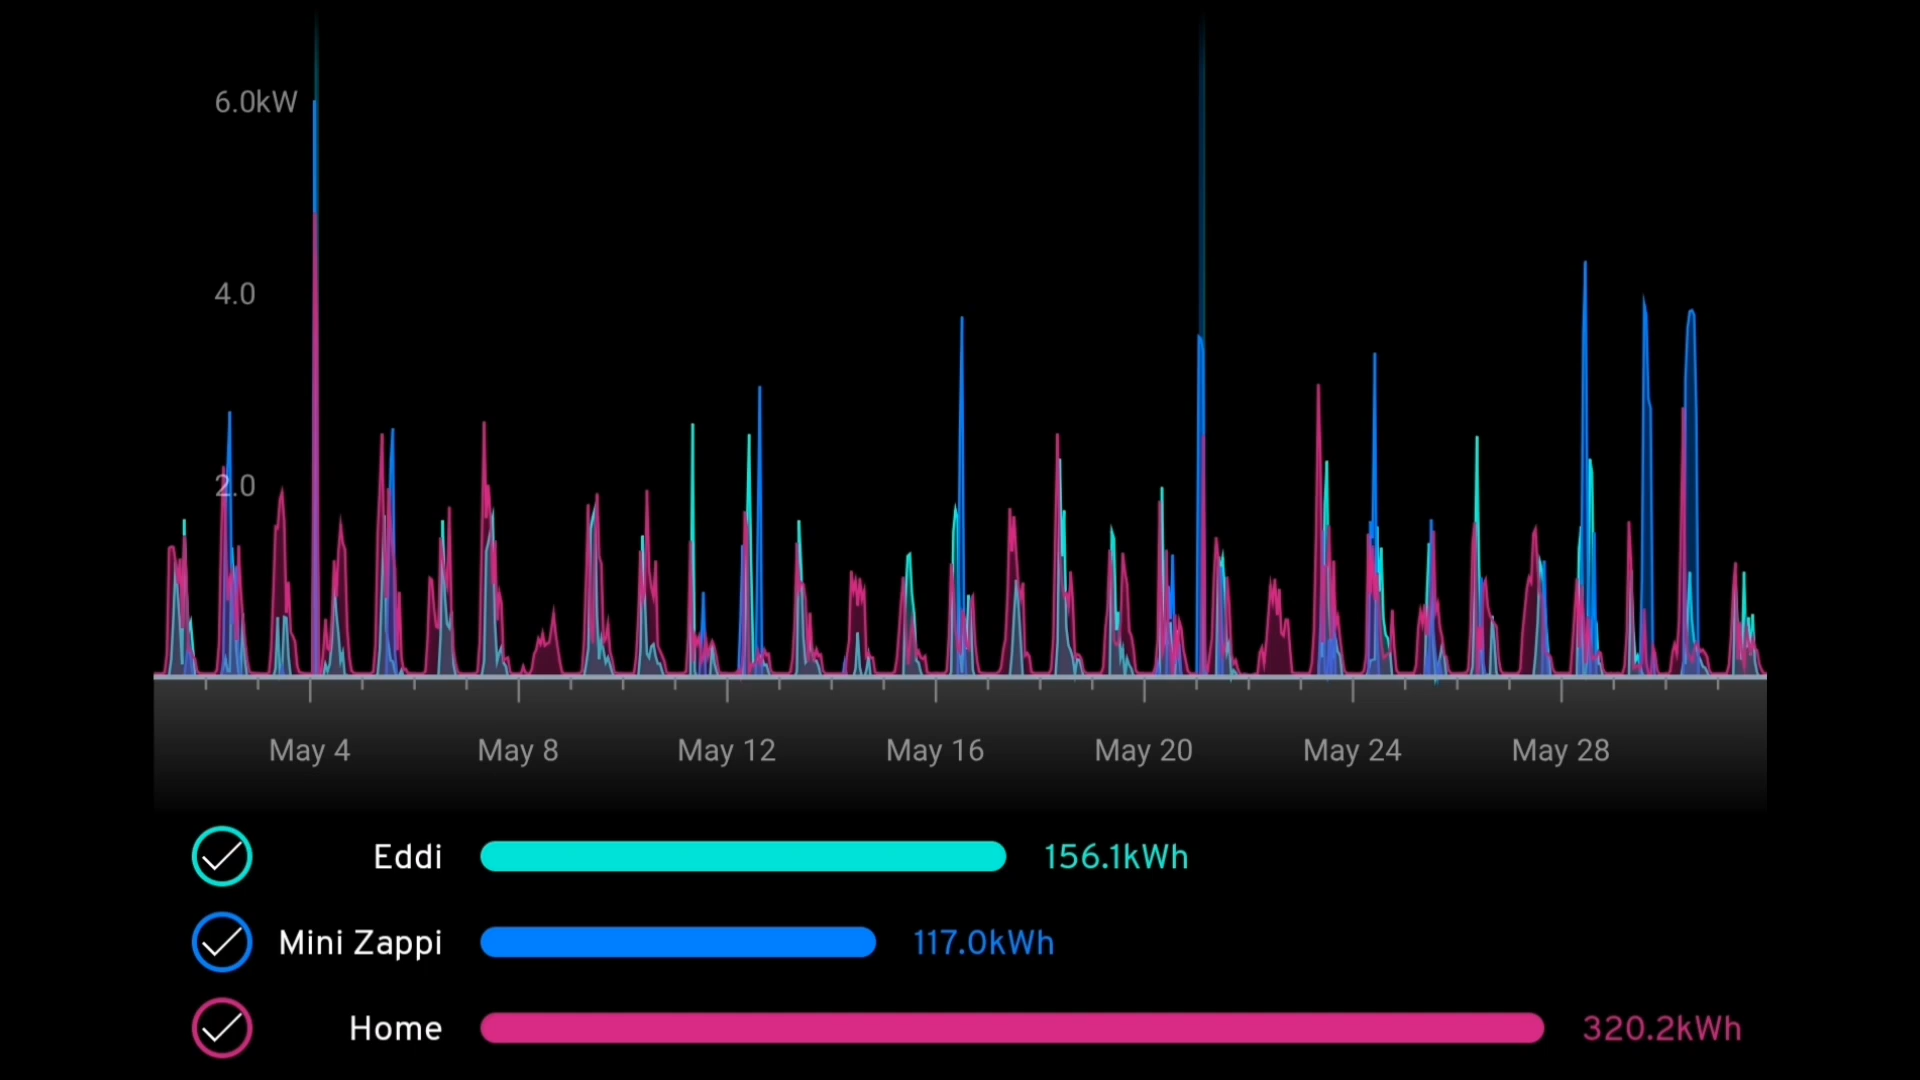 6.0kW
4.0
2.0
May 4 May 8 May 12 May 16 May 20 May 24 May 28
Eddi 156.1kWh
Mini Zappi 117.0kWh
Home 320.2kWh